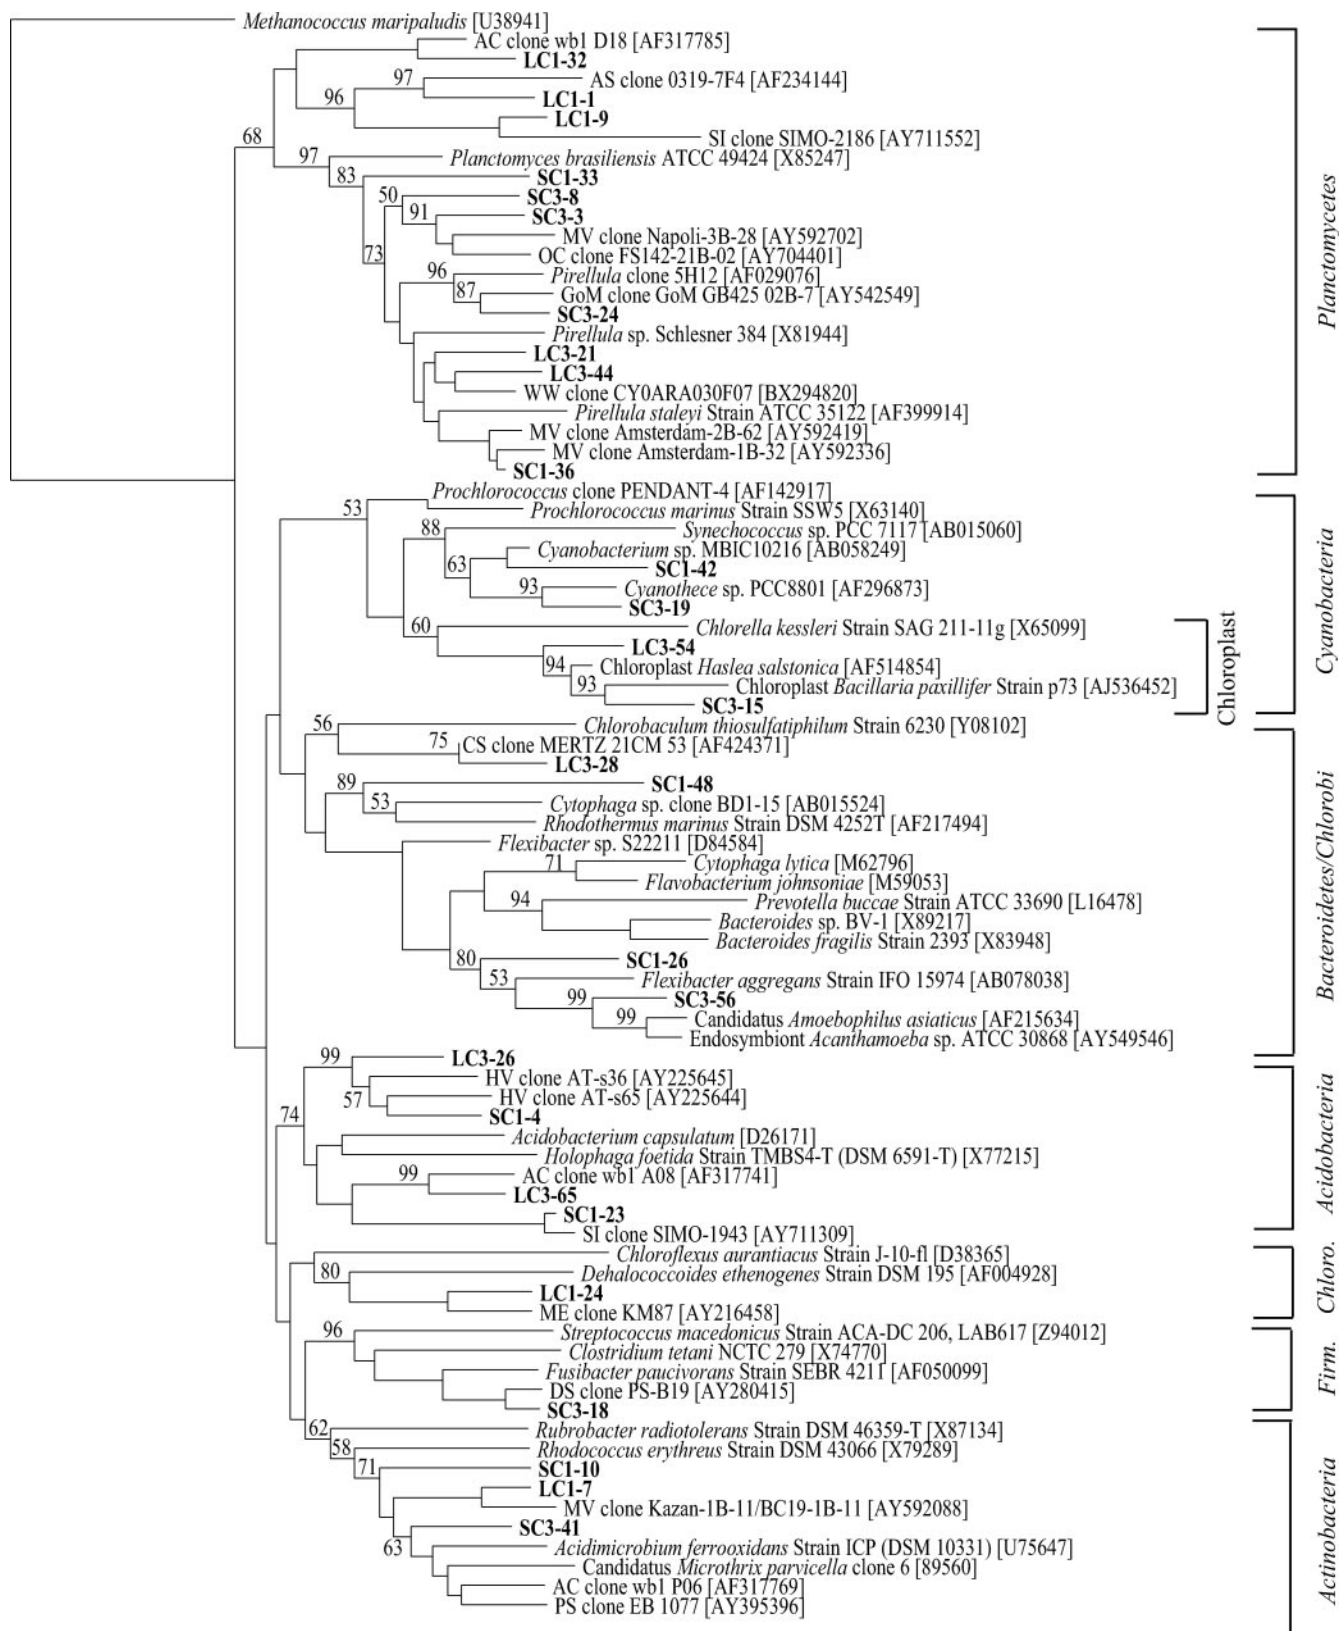 Methanococcus maripaludis [U38941]
AC clone wb1 D18 [AF317785]
LC1-32
97
AS clone 0319-7F4 [AF234144]
96
LC1-1
LC1-9
68
SI clone SIMO-2186 [AY711552]
97
Planctomyces brasiliensis ATCC 49424 [X85247]
83
SC1-33
50
SC3-8
91
SC3-3
MV clone Napoli-3B-28 [AY592702]
73
OC clone FS142-21B-02 [AY704401]
96
Pirellula clone 5H12 [AF029076]
87
GoM clone GoM GB425 02B-7 [AY542549]
SC3-24
Pirellula sp. Schlesner 384 [X81944]
LC3-21
LC3-44
WW clone CY0ARA030F07 [BX294820]
Pirellula staleyi Strain ATCC 35122 [AF399914]
MV clone Amsterdam-2B-62 [AY592419]
MV clone Amsterdam-1B-32 [AY592336]
SC1-36
Planctomycetes
Prochlorococcus clone PENDANT-4 [AF142917]
53
Prochlorococcus marinus Strain SSW5 [X63140]
88
Synechococcus sp. PCC 7117 [AB015060]
Cyanobacterium sp. MBIC10216 [AB058249]
63
SC1-42
93
Cyanothece sp. PCC8801 [AF296873]
SC3-19
60
Chlorella kessleri Strain SAG 211-11g [X65099]
LC3-54
94
Chloroplast Haslea salstonica [AF514854]
93
Chloroplast Bacillaria paxillifer Strain p73 [AJ536452]
SC3-15
Chloroplast
Cyanobacteria
56
Chlorobaculum thiosulfatiphilum Strain 6230 [Y08102]
75
CS clone MERTZ 21CM 53 [AF424371]
LC3-28
89
SC1-48
53
Cytophaga sp. clone BD1-15 [AB015524]
Rhodothermus marinus Strain DSM 4252T [AF217494]
Flexibacter sp. S22211 [D84584]
71
Cytophaga lytica [M62796]
Flavobacterium johnsoniae [M59053]
94
Prevotella buccae Strain ATCC 33690 [L16478]
Bacteroides sp. BV-1 [X89217]
Bacteroides fragilis Strain 2393 [X83948]
80
SC1-26
53
Flexibacter aggregans Strain IFO 15974 [AB078038]
99
SC3-56
99
Candidatus Amoebophilus asiaticus [AF215634]
Endosymbiont Acanthamoeba sp. ATCC 30868 [AY549546]
Bacteroidetes/Chlorobi
99
LC3-26
HV clone AT-s36 [AY225645]
57
HV clone AT-s65 [AY225644]
74
SC1-4
Acidobacterium capsulatum [D26171]
Holophaga foetida Strain TMBS4-T (DSM 6591-T) [X77215]
99
AC clone wb1 A08 [AF317741]
LC3-65
SC1-23
SI clone SIMO-1943 [AY711309]
Acidobacteria
Chloroflexus aurantiacus Strain J-10-fl [D38365]
80
Dehalococcoides ethenogenes Strain DSM 195 [AF004928]
LC1-24
ME clone KM87 [AY216458]
Chloro.
96
Streptococcus macedonicus Strain ACA-DC 206, LAB617 [Z94012]
Clostridium tetani NCTC 279 [X74770]
Fusibacter paucivorans Strain SEBR 4211 [AF050099]
DS clone PS-B19 [AY280415]
SC3-18
Firm.
62
Rubrobacter radiotolerans Strain DSM 46359-T [X87134]
58
Rhodococcus erythreus Strain DSM 43066 [X79289]
71
SC1-10
LC1-7
MV clone Kazan-1B-11/BC19-1B-11 [AY592088]
SC3-41
63
Acidimicrobium ferrooxidans Strain ICP (DSM 10331) [U75647]
Candidatus Microthrix parvicella clone 6 [89560]
AC clone wb1 P06 [AF317769]
PS clone EB 1077 [AY395396]
Actinobacteria